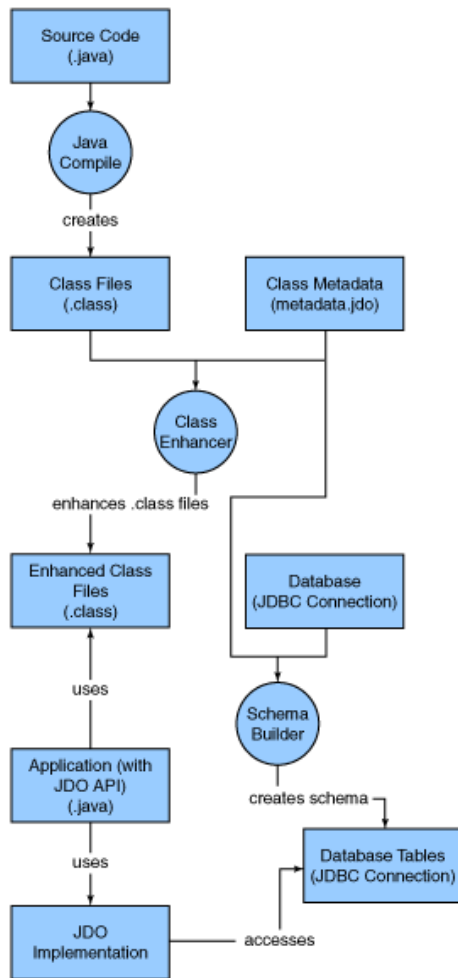 Source Code
(.java)
Java
Compile
creates
Class Files
(.class)
Class Metadata
(metadata.jdo)
Class
Enhancer
enhances .class files
Enhanced Class
Files
(.class)
Database
(JDBC Connection)
uses
Schema
Builder
Application (with
JDO API)
(.java)
creates schema
uses
Database Tables
(JDBC Connection)
JDO
Implementation
accesses